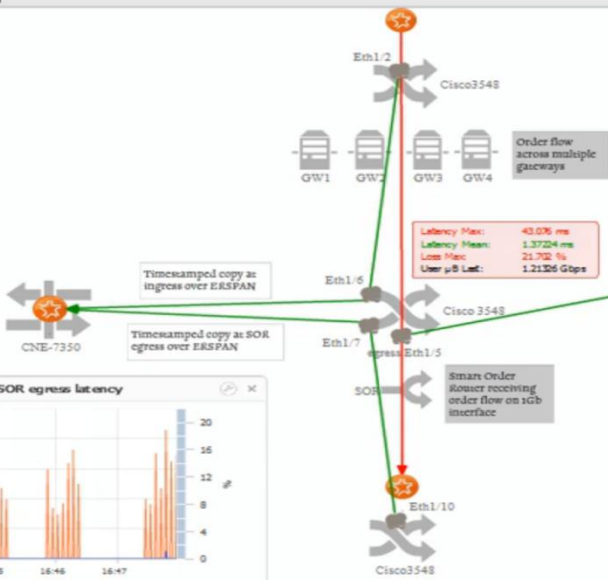 Eth1/2
Cisco3548
GW1
GW2
GW3
GW4
Order flow
across multiple
gateways
Latency Max: 43.076 ms
Latency Mean: 1.37224 ms
Loss Max: 21.702 %
User µB Last: 1.21326 Gbps
Timestamped copy at
ingress over ERSPAN
Eth1/6
Cisco 3548
CNE-7350
Timestamped copy at SOR
egress over ERSPAN
Eth1/7
egress Eth1/5
SOR egress latency
Smart Order
Router receiving
order flow on 1Gb
interface
SOR
20
16
12
%
8
4
0
16:46
16:47
Eth1/10
Cisco3548